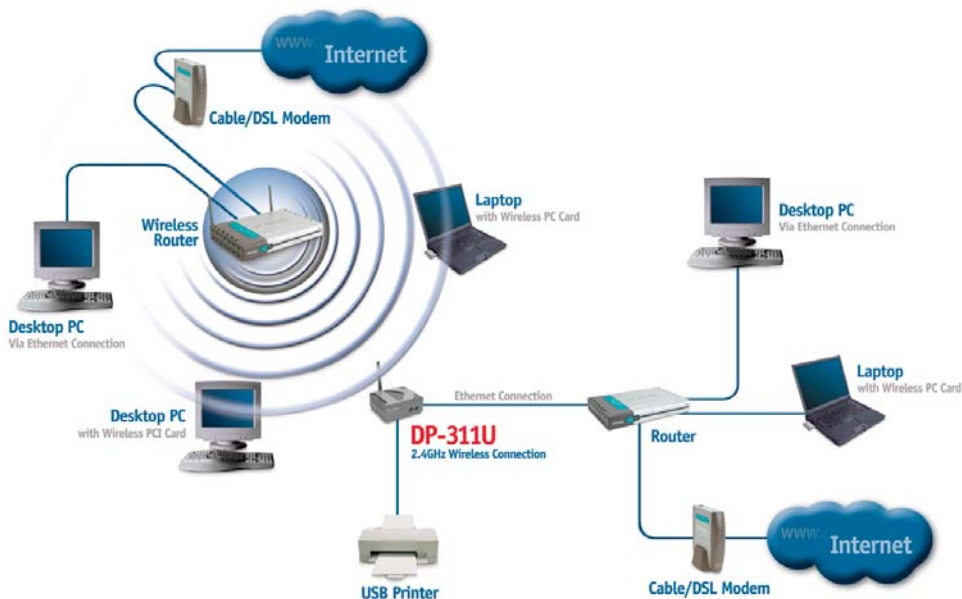 www.
Internet
Cable/DSL Modem
Wireless
Router
Laptop
with Wireless PC Card
Desktop PC
Via Ethernet Connection
Desktop PC
Via Ethernet Connection
Desktop PC
with Wireless PCI Card
Ethernet Connection
DP-311U
2.4GHz Wireless Connection
Router
Laptop
with Wireless PC Card
USB Printer
Cable/DSL Modem
www.
Internet